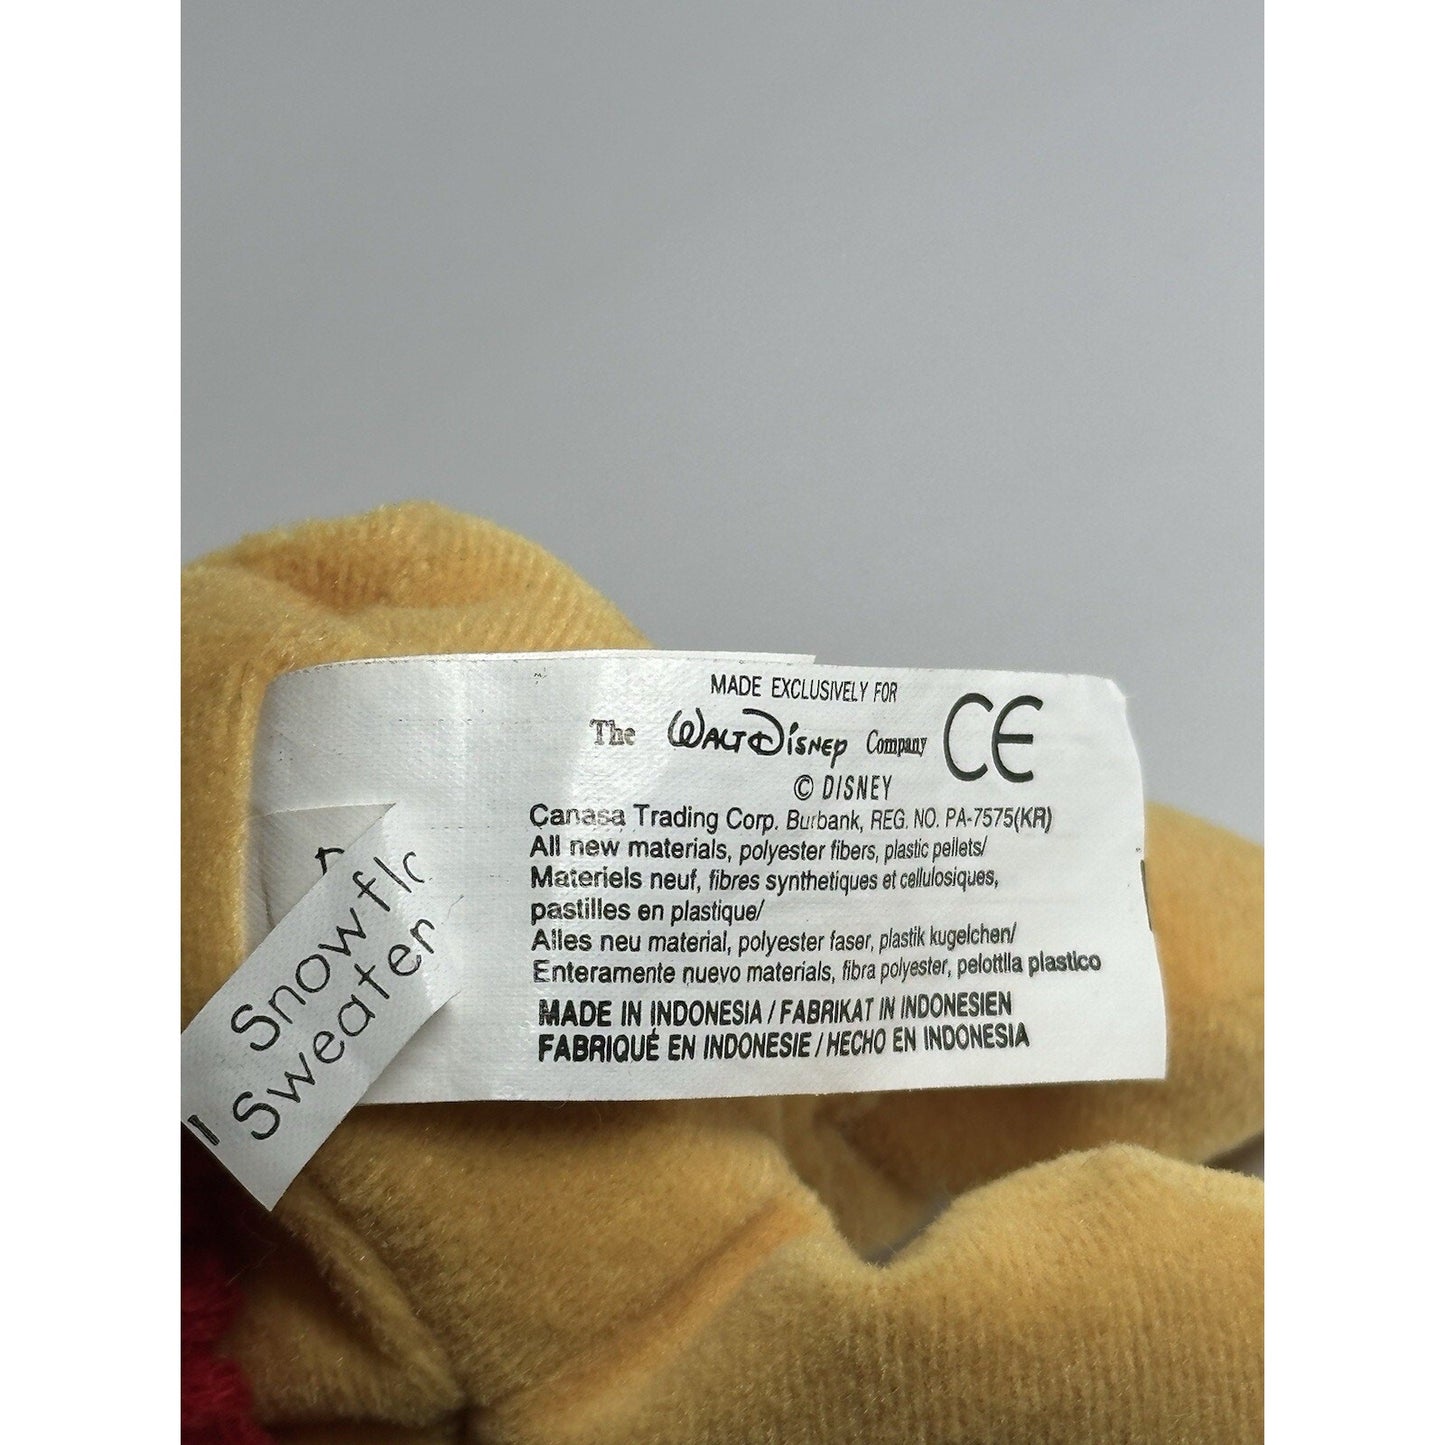 MADE EXCLUSIVELY FOR
The WALT DISNEY Company CE
© DISNEY
Canasa Trading Corp. Burbank, REG. NO. PA-7575(KR)
All new materials, polyester fibers, plastic pellets/
Materiels neuf, fibres synthetiques et cellulosiques,
pastilles en plastique/
Alles neu material, polyester faser, plastik kugelchen/
Enteramente nuevo materials, fibra polyester, pelotilla plastico
MADE IN INDONESIA / FABRIKAT IN INDONESIEN
FABRIQUÉ EN INDONESIE / HECHO EN INDONESIA
Snowfl
Sweater